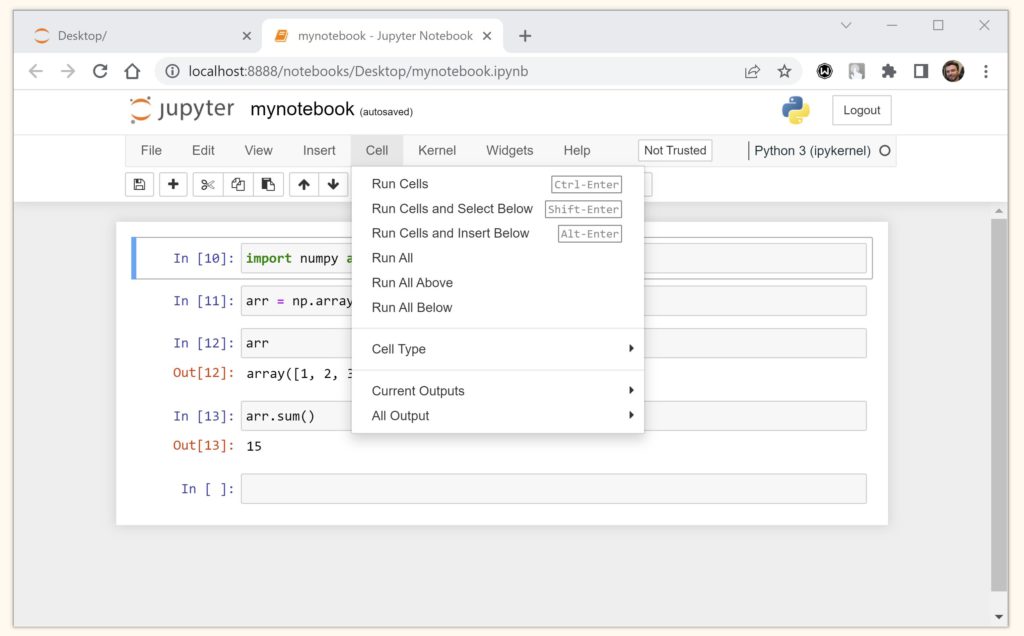 Desktop/
mynotebook - Jupyter Notebook
localhost:8888/notebooks/Desktop/mynotebook.ipynb
jupyter mynotebook (autosaved)
Logout
File Edit View Insert Cell Kernel Widgets Help Not Trusted Python 3 (ipykernel)
Run Cells Ctrl-Enter
Run Cells and Select Below Shift-Enter
Run Cells and Insert Below Alt-Enter
Run All
Run All Above
Run All Below
Cell Type
Current Outputs
All Output
In [10]: import numpy a
In [11]: arr = np.array
In [12]: arr
Out[12]: array([1, 2, 3
In [13]: arr.sum()
Out[13]: 15
In [ ]: